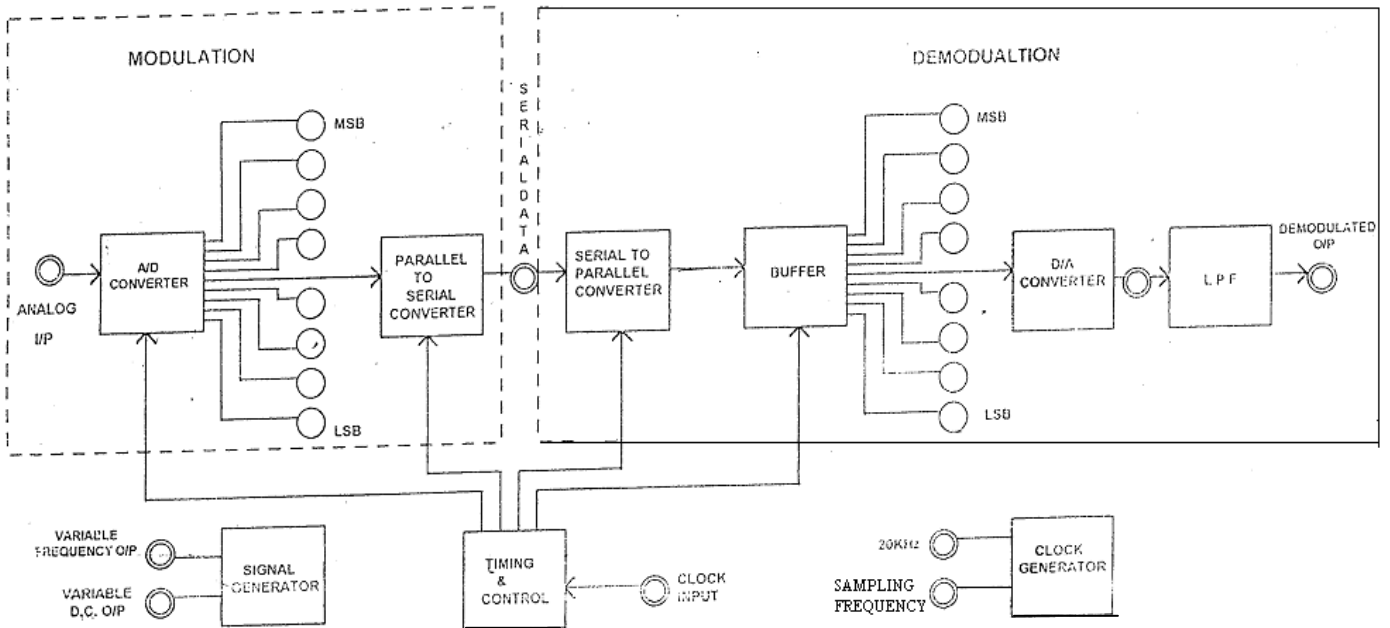 MODULATION
DEMODUALTION
SERIALDATA
MSB
MSB
A/D
CONVERTER
PARALLEL
TO
SERIAL
CONVERTER
SERIAL TO
PARALLEL
CONVERTER
BUFFER
D/A
CONVERTER
L P F
DEMODULATED
O/P
ANALOG
I/P
LSB
LSB
VARIABLE
FREQUENCY O/P
VARIABLE
D.C. O/P
SIGNAL
GENERATOR
TIMING
&
CONTROL
CLOCK
INPUT
20KHz
SAMPLING
FREQUENCY
CLOCK
GENERATOR